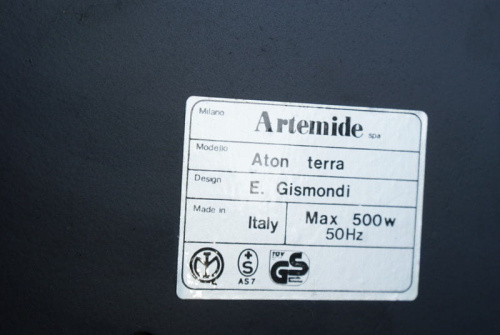 Milano
Artemide spa
Modello
Aton terra
Design
E. Gismondi
Made in
Italy
Max 500w
50Hz
AS7
TÜV
GS